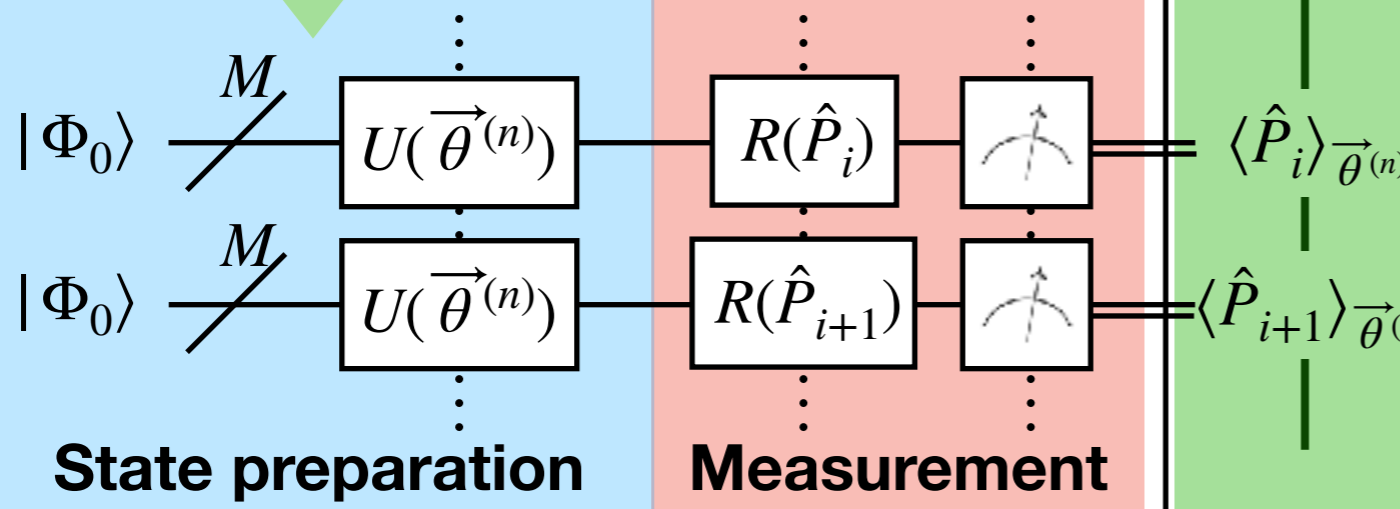 M
|Φ₀⟩ U(θ⃗⁽ⁿ⁾) R(P̂ᵢ) ⟨P̂ᵢ⟩θ⃗⁽ⁿ⁾
M
|Φ₀⟩ U(θ⃗⁽ⁿ⁾) R(P̂ᵢ₊₁) ⟨P̂ᵢ₊₁⟩θ⃗⁽
State preparation Measurement